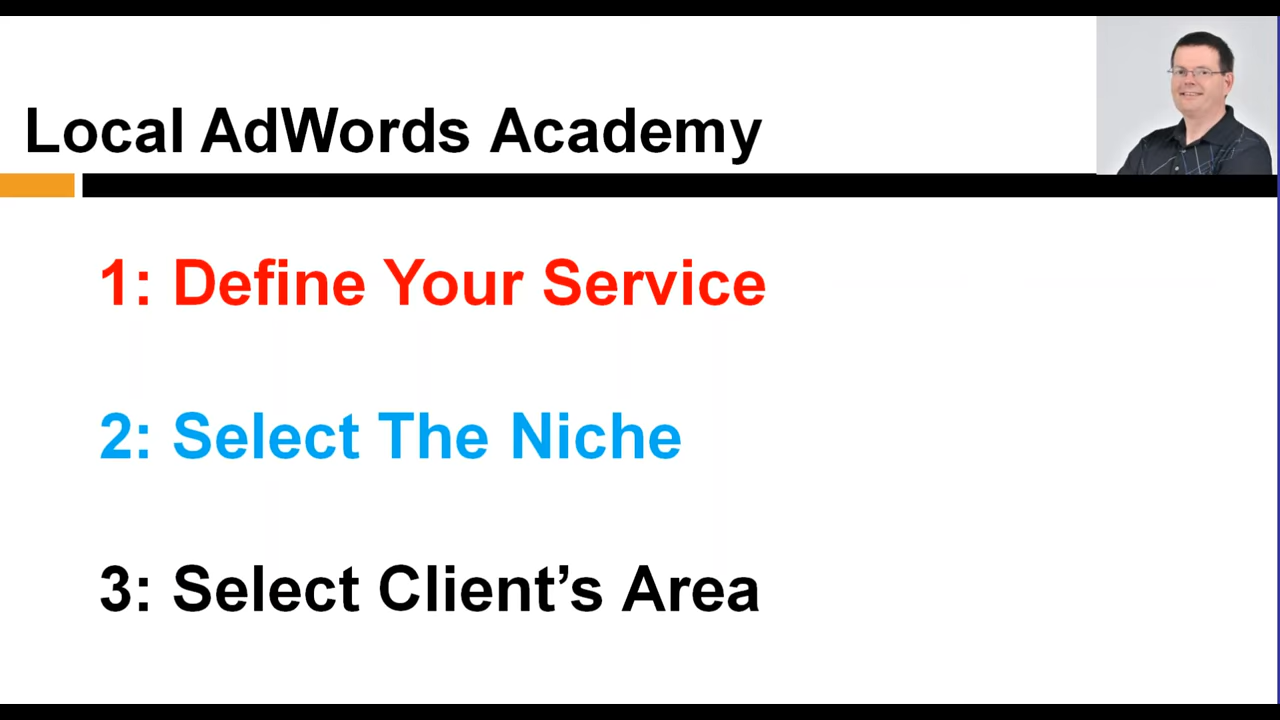 Local AdWords Academy
1: Define Your Service
2: Select The Niche
3: Select Client’s Area